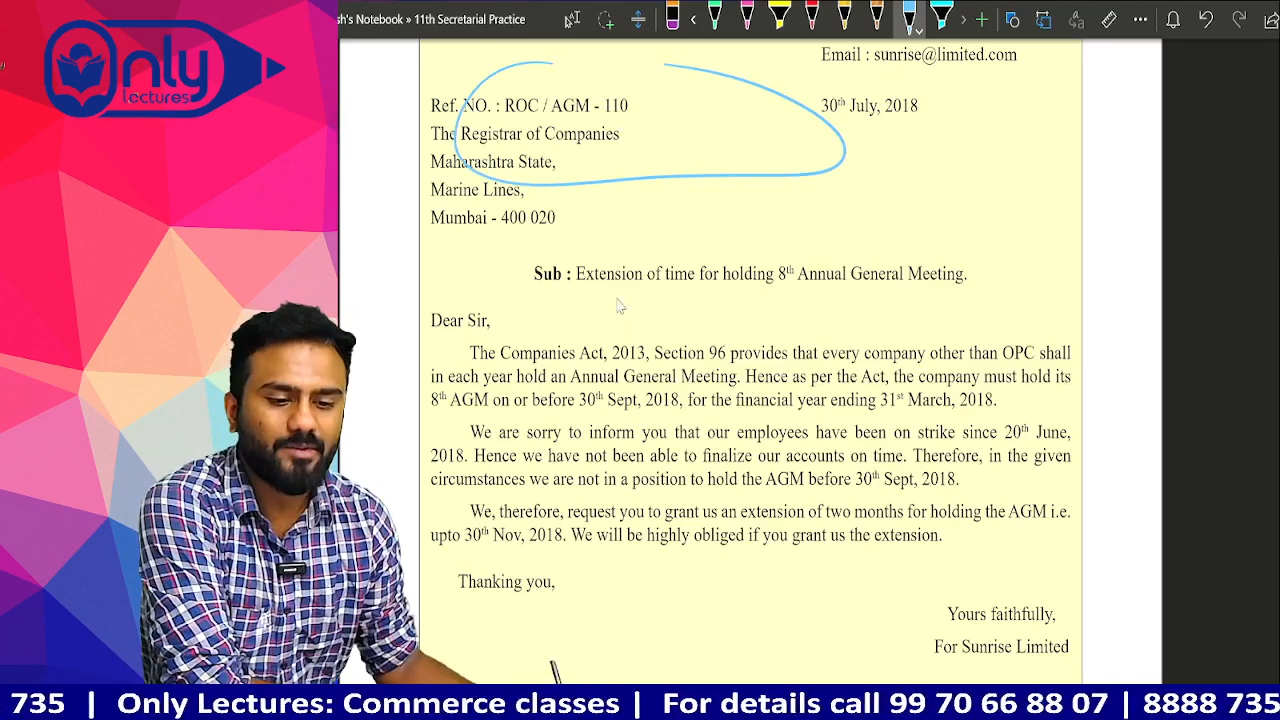 sh's Notebook » 11th Secretarial Practice
Only
lectures
Email : sunrise@limited.com
Ref. NO. : ROC / AGM - 110
30th July, 2018
The Registrar of Companies
Maharashtra State,
Marine Lines,
Mumbai - 400 020
Sub : Extension of time for holding 8th Annual General Meeting.
Dear Sir,
The Companies Act, 2013, Section 96 provides that every company other than OPC shall
in each year hold an Annual General Meeting. Hence as per the Act, the company must hold its
8th AGM on or before 30th Sept, 2018, for the financial year ending 31st March, 2018.
We are sorry to inform you that our employees have been on strike since 20th June,
2018. Hence we have not been able to finalize our accounts on time. Therefore, in the given
circumstances we are not in a position to hold the AGM before 30th Sept, 2018.
We, therefore, request you to grant us an extension of two months for holding the AGM i.e.
upto 30th Nov, 2018. We will be highly obliged if you grant us the extension.
Thanking you,
Yours faithfully,
For Sunrise Limited
735 | Only Lectures: Commerce classes | For details call 99 70 66 88 07 | 8888 735